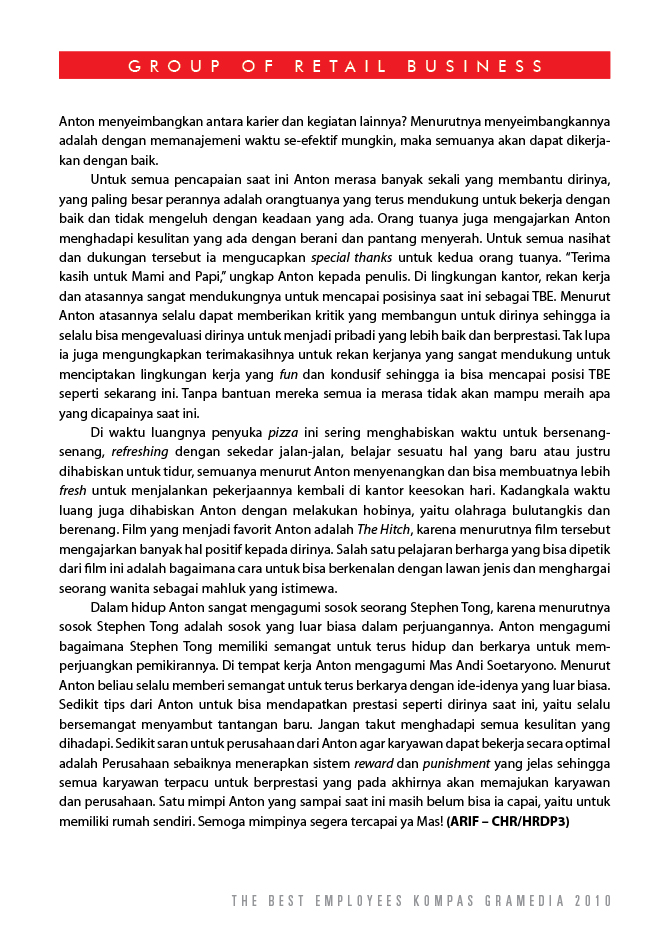 GROUP OF RETAIL BUSINESS
Anton menyeimbangkan antara karier dan kegiatan lainnya? Menurutnya menyeimbangkannya
adalah dengan memanajemeni waktu se-efektif mungkin, maka semuanya akan dapat dikerja-
kan dengan baik.
Untuk semua pencapaian saat ini Anton merasa banyak sekali yang membantu dirinya,
yang paling besar perannya adalah orangtuanya yang terus mendukung untuk bekerja dengan
baik dan tidak mengeluh dengan keadaan yang ada. Orang tuanya juga mengajarkan Anton
menghadapi kesulitan yang ada dengan berani dan pantang menyerah. Untuk semua nasihat
dan dukungan tersebut ia mengucapkan special thanks untuk kedua orang tuanya. “Terima
kasih untuk Mami and Papi,” ungkap Anton kepada penulis. Di lingkungan kantor, rekan kerja
dan atasannya sangat mendukungnya untuk mencapai posisinya saat ini sebagai TBE. Menurut
Anton atasannya selalu dapat memberikan kritik yang membangun untuk dirinya sehingga ia
selalu bisa mengevaluasi dirinya untuk menjadi pribadi yang lebih baik dan berprestasi. Tak lupa
ia juga mengungkapkan terimakasihnya untuk rekan kerjanya yang sangat mendukung untuk
menciptakan lingkungan kerja yang fun dan kondusif sehingga ia bisa mencapai posisi TBE
seperti sekarang ini. Tanpa bantuan mereka semua ia merasa tidak akan mampu meraih apa
yang dicapainya saat ini.
Di waktu luangnya penyuka pizza ini sering menghabiskan waktu untuk bersenang-
senang, refreshing dengan sekedar jalan-jalan, belajar sesuatu hal yang baru atau justru
dihabiskan untuk tidur, semuanya menurut Anton menyenangkan dan bisa membuatnya lebih
fresh untuk menjalankan pekerjaannya kembali di kantor keesokan hari. Kadangkala waktu
luang juga dihabiskan Anton dengan melakukan hobinya, yaitu olahraga bulutangkis dan
berenang. Film yang menjadi favorit Anton adalah The Hitch, karena menurutnya film tersebut
mengajarkan banyak hal positif kepada dirinya. Salah satu pelajaran berharga yang bisa dipetik
dari film ini adalah bagaimana cara untuk bisa berkenalan dengan lawan jenis dan menghargai
seorang wanita sebagai mahluk yang istimewa.
Dalam hidup Anton sangat mengagumi sosok seorang Stephen Tong, karena menurutnya
sosok Stephen Tong adalah sosok yang luar biasa dalam perjuangannya. Anton mengagumi
bagaimana Stephen Tong memiliki semangat untuk terus hidup dan berkarya untuk mem-
perjuangkan pemikirannya. Di tempat kerja Anton mengagumi Mas Andi Soetaryono. Menurut
Anton beliau selalu memberi semangat untuk terus berkarya dengan ide-idenya yang luar biasa.
Sedikit tips dari Anton untuk bisa mendapatkan prestasi seperti dirinya saat ini, yaitu selalu
bersemangat menyambut tantangan baru. Jangan takut menghadapi semua kesulitan yang
dihadapi. Sedikit saran untuk perusahaan dari Anton agar karyawan dapat bekerja secara optimal
adalah Perusahaan sebaiknya menerapkan sistem reward dan punishment yang jelas sehingga
semua karyawan terpacu untuk berprestasi yang pada akhirnya akan memajukan karyawan
dan perusahaan. Satu mimpi Anton yang sampai saat ini masih belum bisa ia capai, yaitu untuk
memiliki rumah sendiri. Semoga mimpinya segera tercapai ya Mas! (ARIF – CHR/HRDP3)
THE BEST EMPLOYEES KOMPAS GRAMEDIA 2010